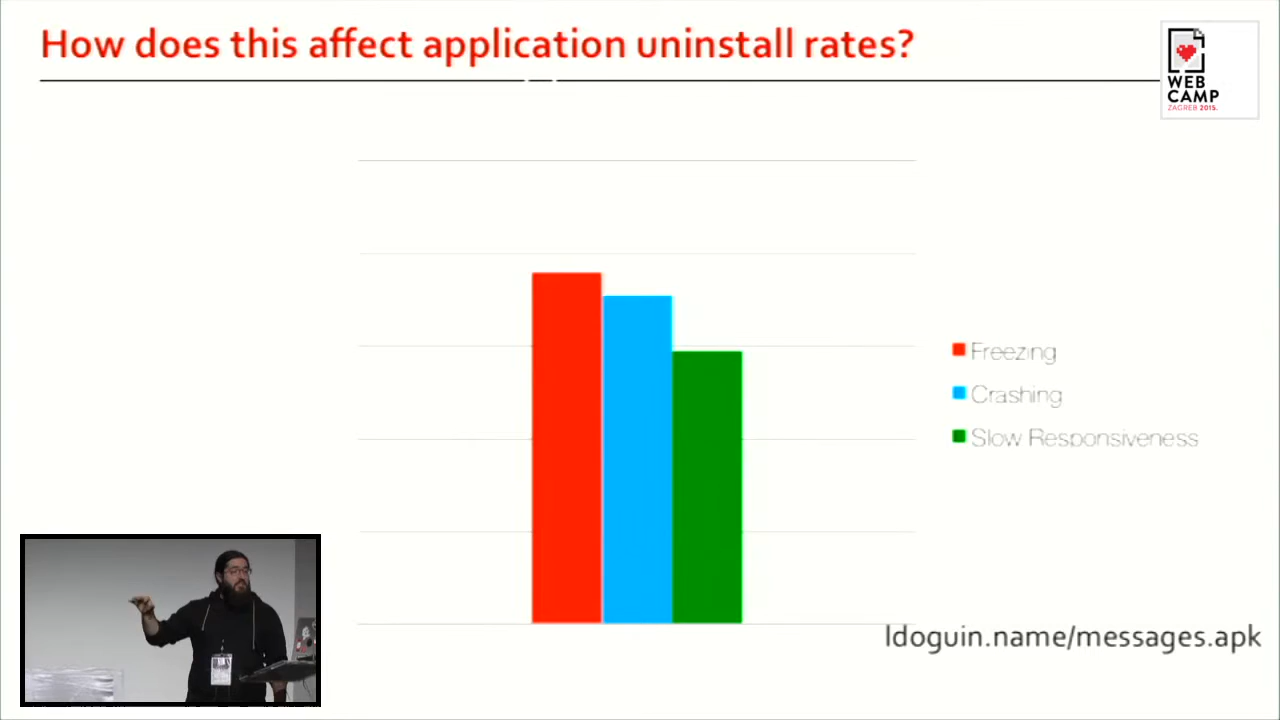 How does this affect application uninstall rates?
WEB
CAMP
ZAGREB 2015.
Freezing
Crashing
Slow Responsiveness
ldoguin.name/messages.apk